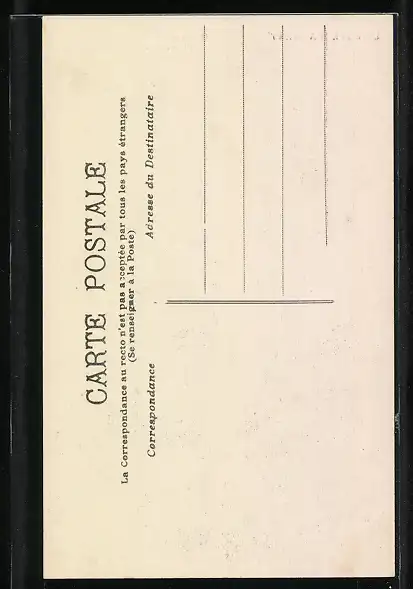 CARTE POSTALE
La Correspondance au recto n'est pas acceptée par tous les pays étrangers
(Se renseigner à la Poste)
Correspondance
Adresse du Destinataire